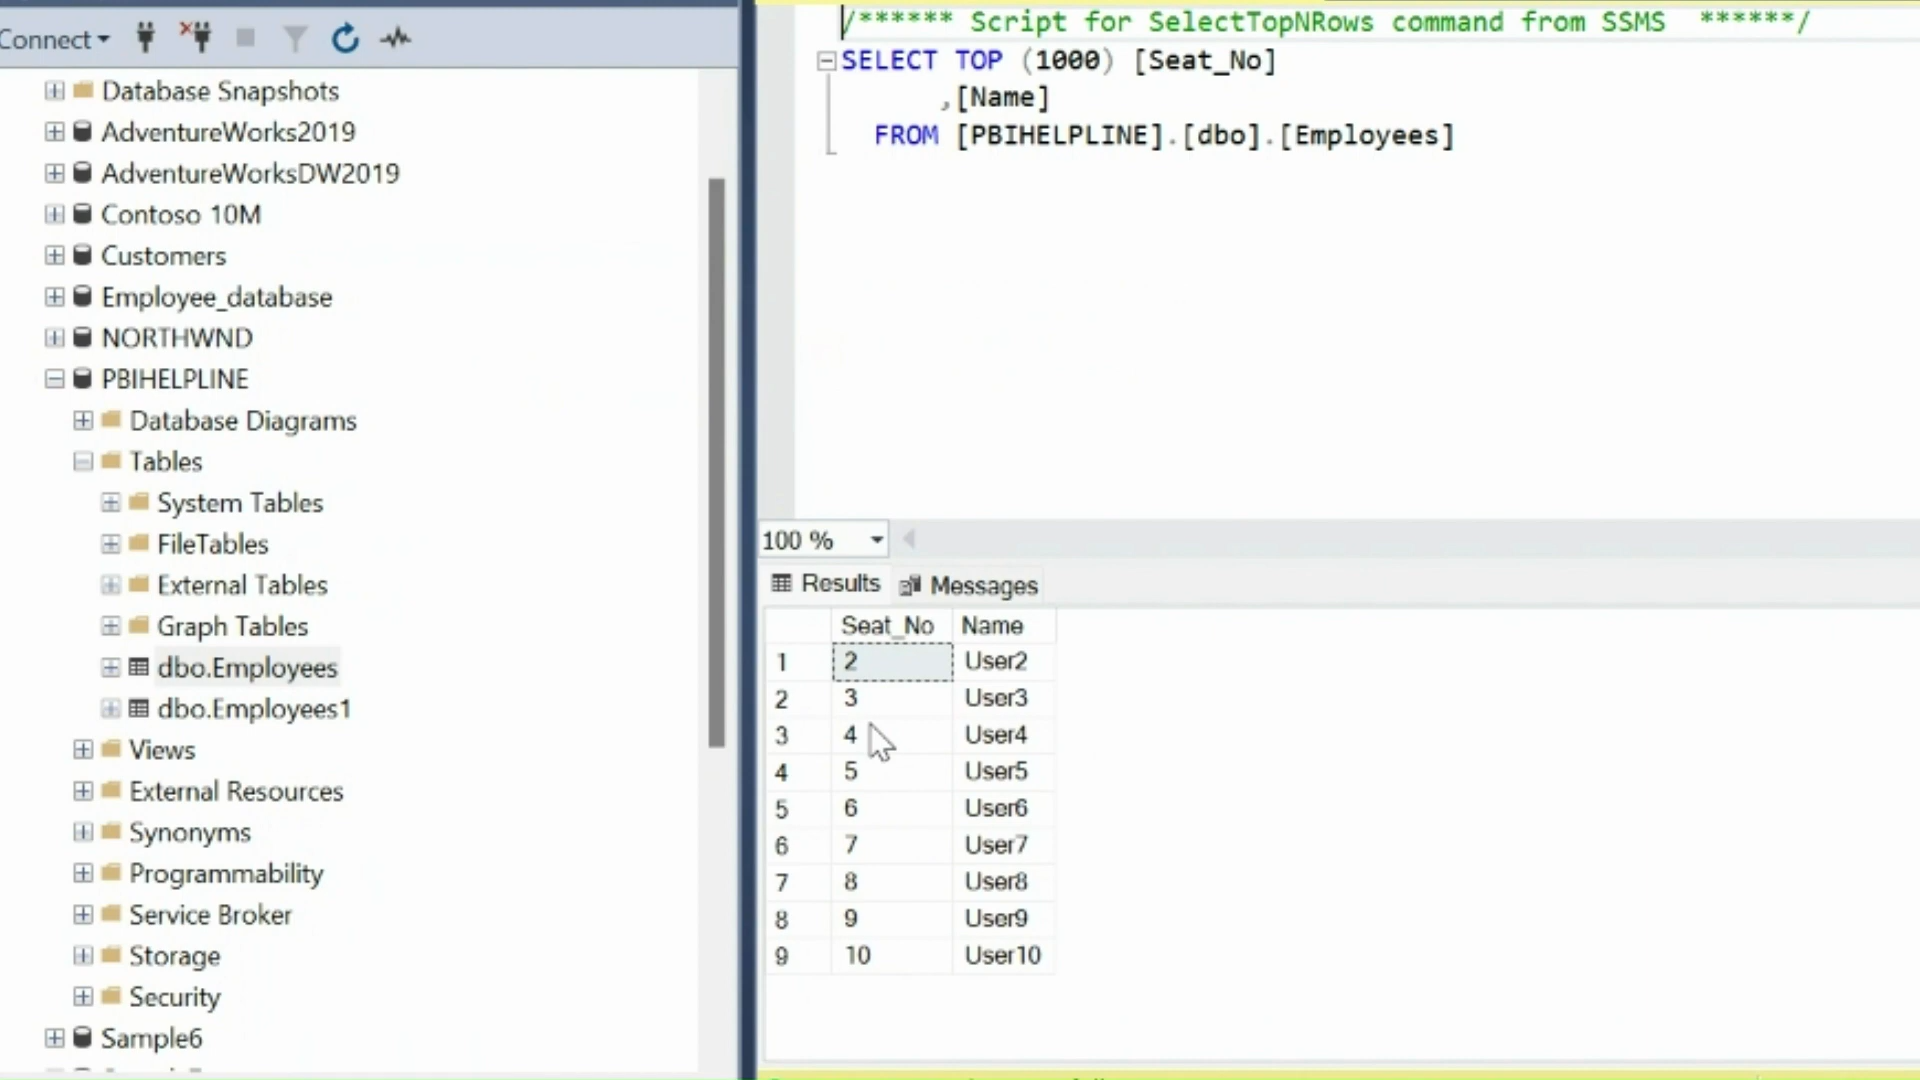 Connect
Database Snapshots
AdventureWorks2019
AdventureWorksDW2019
Contoso 10M
Customers
Employee_database
NORTHWND
PBIHELPLINE
Database Diagrams
Tables
System Tables
FileTables
External Tables
Graph Tables
dbo.Employees
dbo.Employees1
Views
External Resources
Synonyms
Programmability
Service Broker
Storage
Security
Sample6
/****** Script for SelectTopNRows command from SSMS  ******/
SELECT TOP (1000) [Seat_No]
,[Name]
FROM [PBIHELPLINE].[dbo].[Employees]
100 %
Results Messages
Seat_No Name
1 2 User2
2 3 User3
3 4 User4
4 5 User5
5 6 User6
6 7 User7
7 8 User8
8 9 User9
9 10 User10